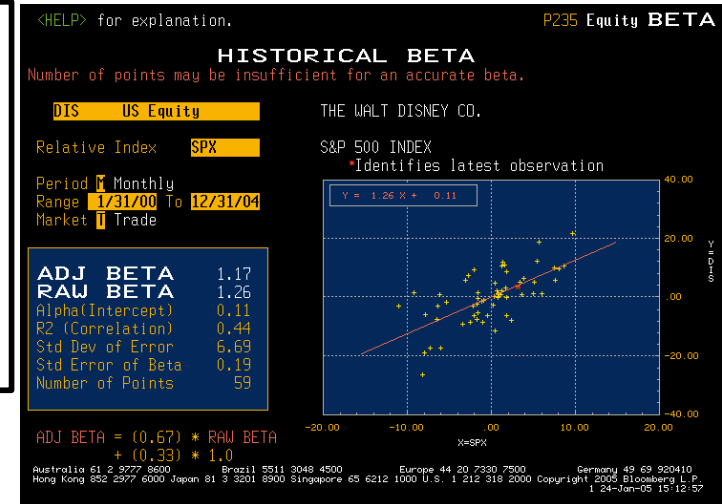 <HELP> for explanation. P235 Equity BETA
HISTORICAL BETA
Number of points may be insufficient for an accurate beta.
DIS US Equity THE WALT DISNEY CO.
Relative Index SPX S&P 500 INDEX
*Identifies latest observation
Period M Monthly
Range 1/31/00 To 12/31/04
Market T Trade
40.00
Y = 1.26 X + 0.11
20.00
Y=DIS
.00
-20.00
-40.00
-20.00 -10.00 .00 10.00 20.00
X=SPX
ADJ BETA 1.17
RAW BETA 1.26
Alpha(Intercept) 0.11
R2 (Correlation) 0.44
Std Dev of Error 6.69
Std Error of Beta 0.19
Number of Points 59
ADJ BETA = (0.67) * RAW BETA
+ (0.33) * 1.0
Australia 61 2 9777 8600 Brazil 5511 3048 4500 Europe 44 20 7330 7500 Germany 49 69 920410
Hong Kong 852 2977 6000 Japan 81 3 3201 8900 Singapore 65 6212 1000 U.S. 1 212 318 2000 Copyright 2005 Bloomberg L.P.
1 24-Jan-05 15:12:57